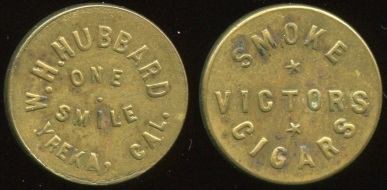 W.H.HUBBARD
ONE
SMILE
YREKA, CAL.
SMOKE
VICTORS
CIGARS